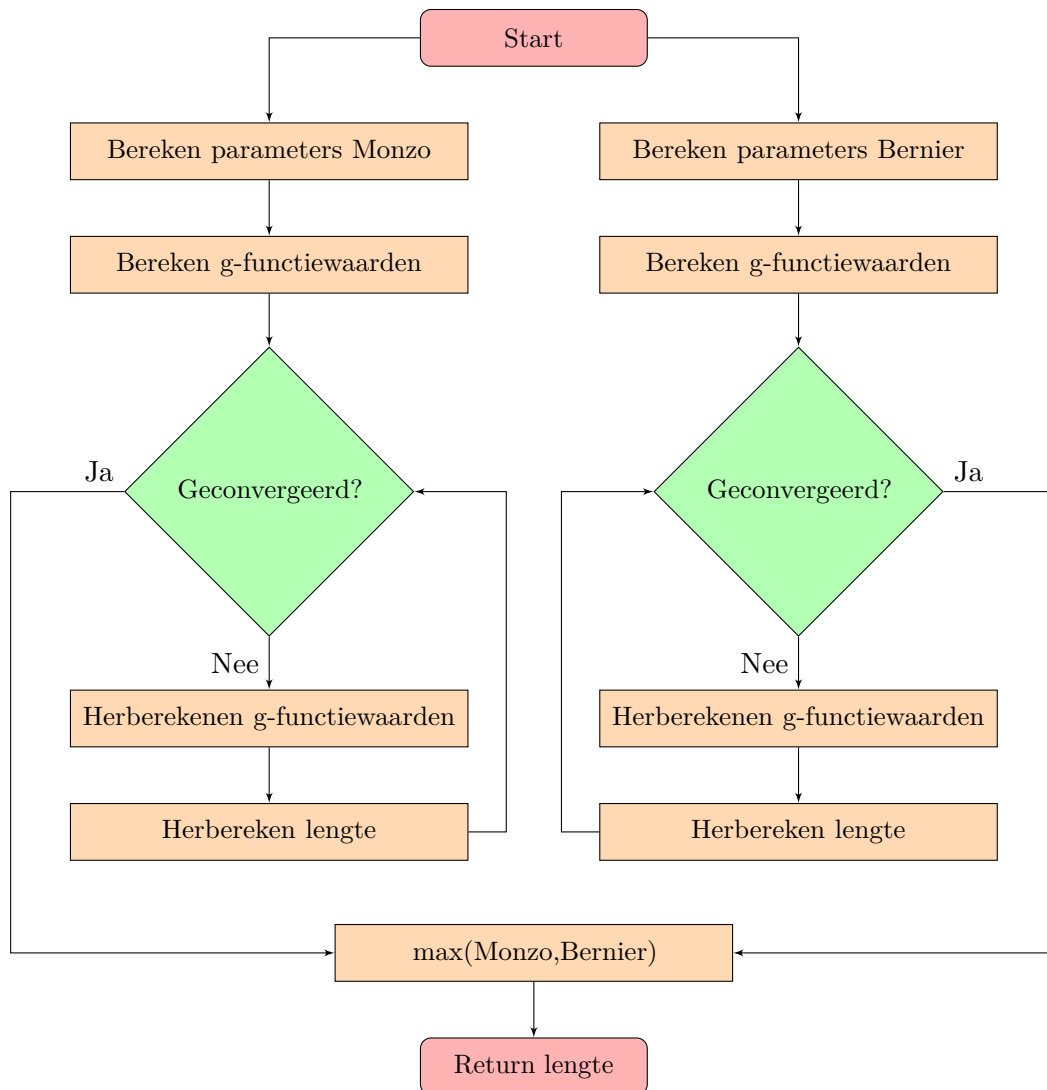 Start
Bereken parameters Monzo
Bereken parameters Bernier
Bereken g-functiewaarden
Bereken g-functiewaarden
Ja
Geconvergeerd?
Geconvergeerd?
Ja
Nee
Nee
Herberekenen g-functiewaarden
Herberekenen g-functiewaarden
Herbereken lengte
Herbereken lengte
max(Monzo,Bernier)
Return lengte